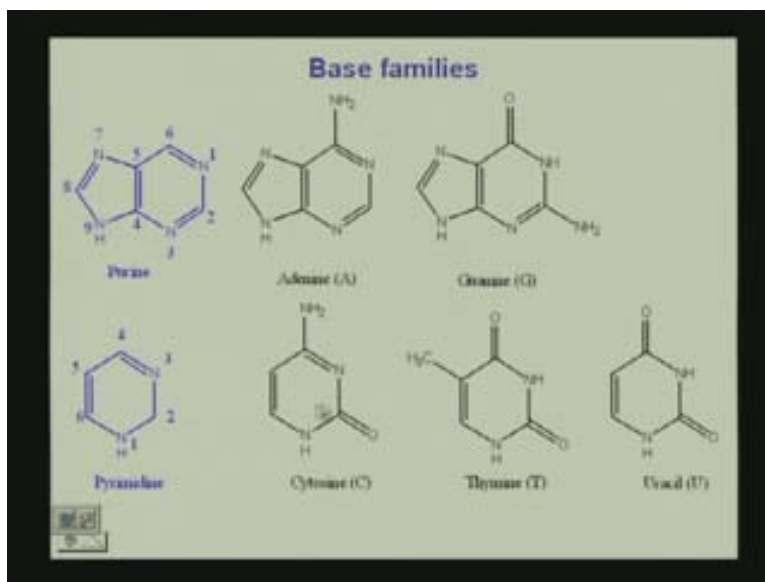 Base families
NH₂
O
7
6
5
N
1
N
N
N
NH
8
2
9
N
H
4
N
3
N
H
N
N
H
N
NH₂
Purine
Adenine (A)
Guanine (G)
NH₂
O
O
4
5
3
N
N
H₃C
NH
NH
6
2
N
H
1
N
H
O
N
H
O
N
H
O
Pyrimidine
Cytosine (C)
Thymine (T)
Uracil (U)